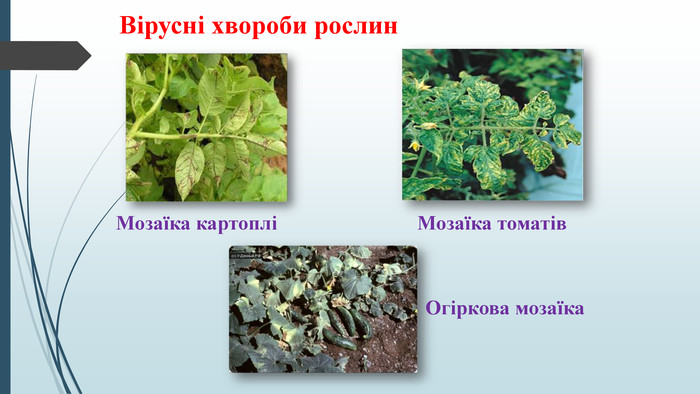 Вірусні хвороби рослин
Мозаїка картоплі
Мозаїка томатів
Огіркова мозаїка